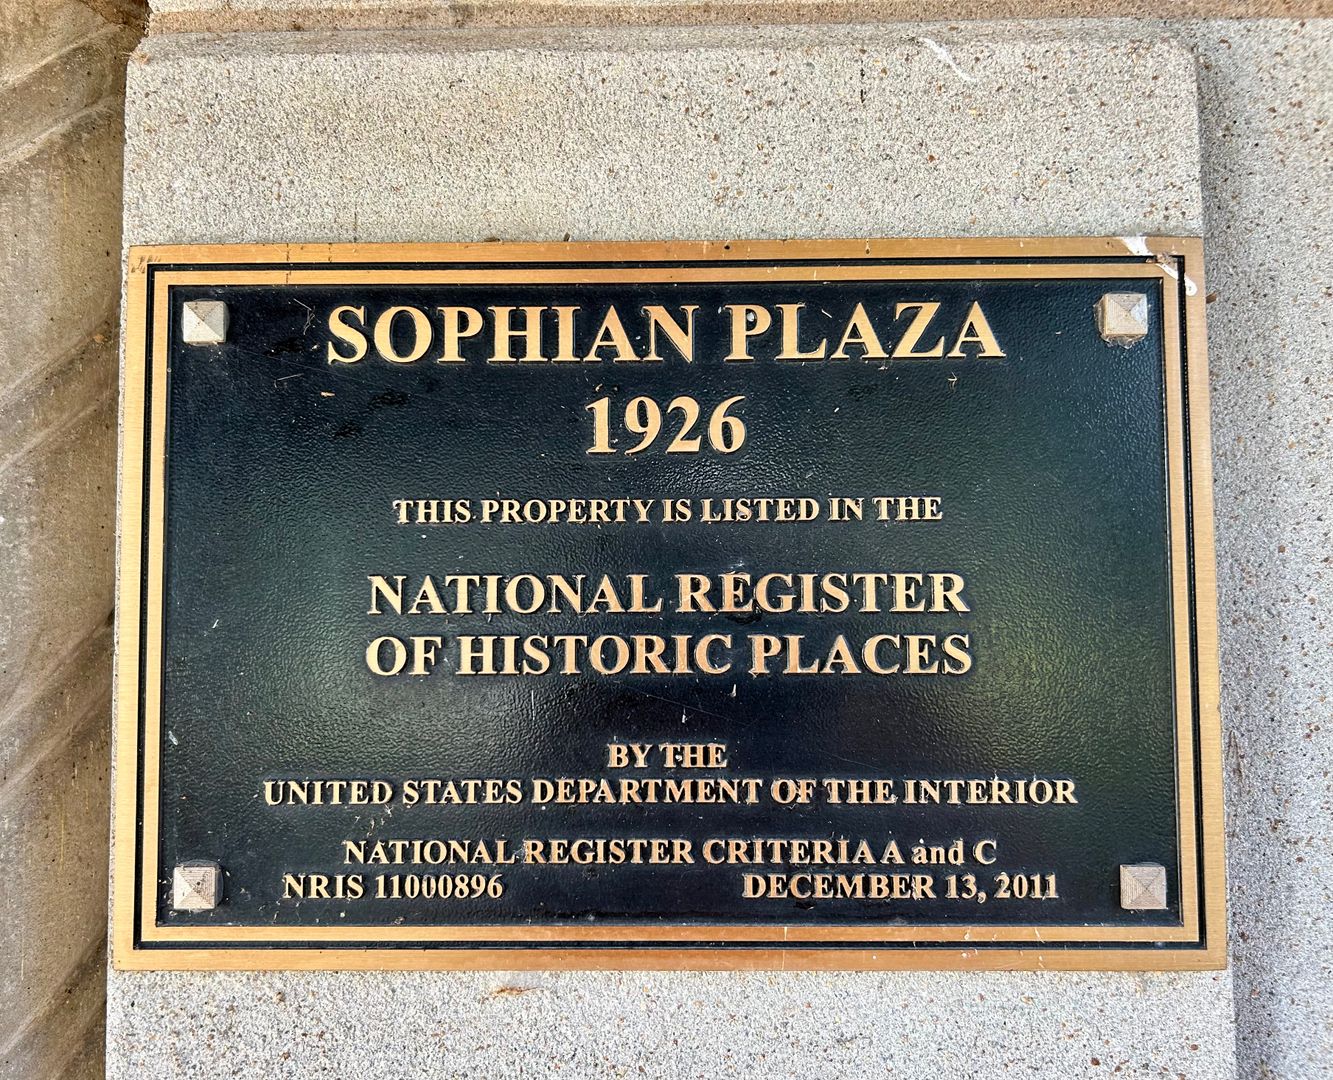 SOPHIAN PLAZA
1926
THIS PROPERTY IS LISTED IN THE
NATIONAL REGISTER
OF HISTORIC PLACES
BY THE
UNITED STATES DEPARTMENT OF THE INTERIOR
NATIONAL REGISTER CRITERIA A and C
NRIS 11000896 DECEMBER 13, 2011